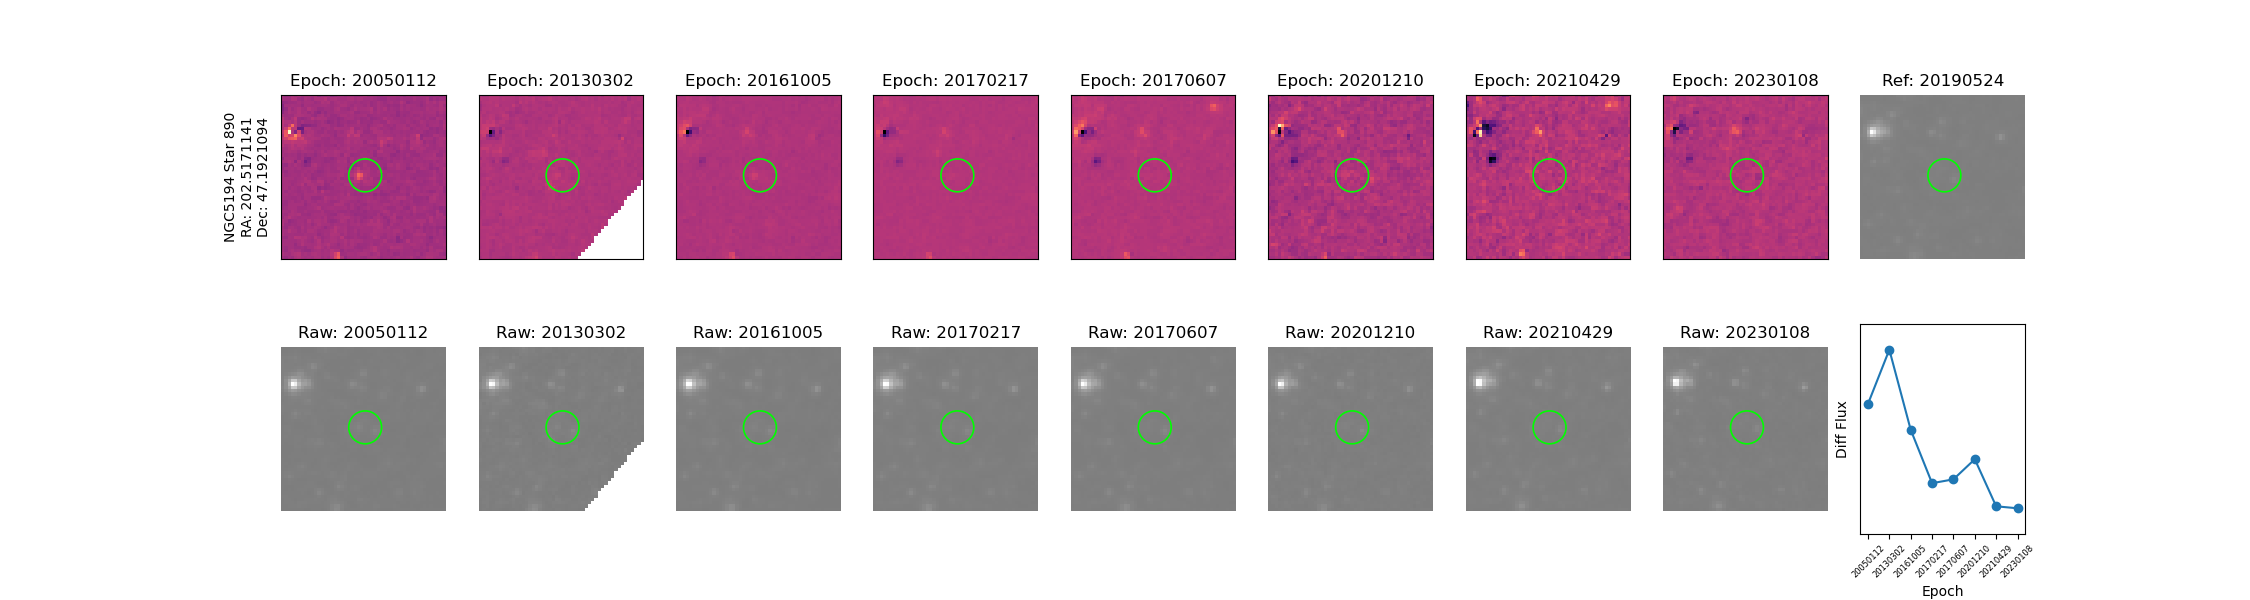 NGC5194 Star 890
RA: 202.5171141
Dec: 47.1921094
Epoch: 20050112
Epoch: 20130302
Epoch: 20161005
Epoch: 20170217
Epoch: 20170607
Epoch: 20201210
Epoch: 20210429
Epoch: 20230108
Ref: 20190524
Raw: 20050112
Raw: 20130302
Raw: 20161005
Raw: 20170217
Raw: 20170607
Raw: 20201210
Raw: 20210429
Raw: 20230108
Diff Flux
20050112
20130302
20161005
20170217
20170607
20201210
20210429
20230108
Epoch